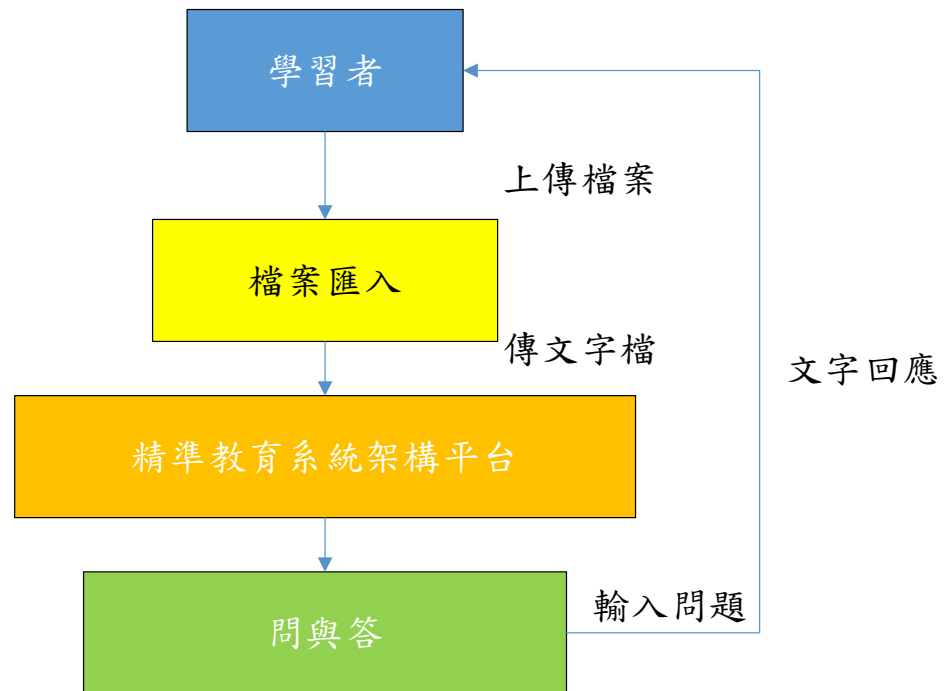 學習者
上傳檔案
檔案匯入
傳文字檔
文字回應
精準教育系統架構平台
輸入問題
問與答